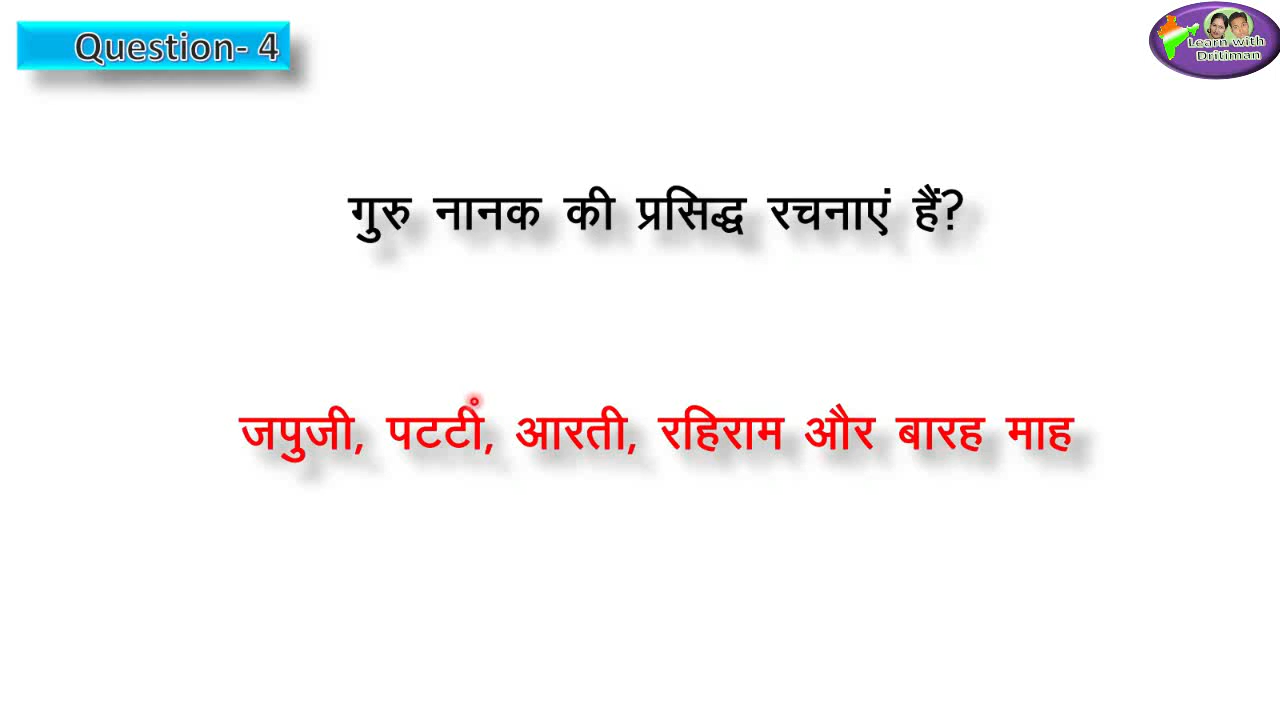 Question- 4
Learn with
Dritiman
गुरु नानक की प्रसिद्ध रचनाएं हैं?
जपुजी, पटटीं, आरती, रहिराम और बारह माह